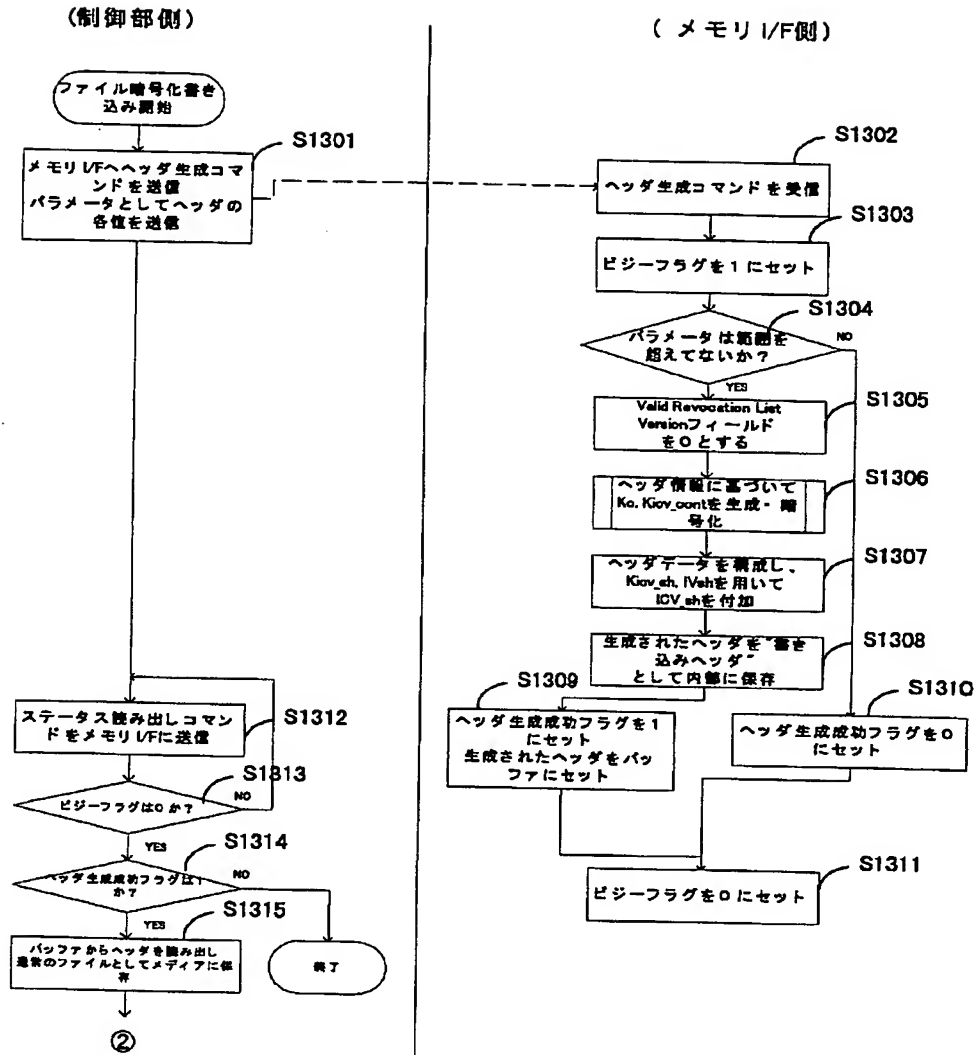 (制御部側)
(メモリI/F側)
ファイル暗号化書き
込み開始
S1301
メモリI/Fへヘッダ生成コマ
ンドを送信
パラメータとしてヘッダの
各値を送信
S1302
ヘッダ生成コマンドを受信
S1303
ビジーフラグを1にセット
S1304
パラメータは範囲を
超えてないか?
NO
YES
S1305
Valid Revocation List
Versionフィールド
を0とする
S1306
ヘッダ情報に基づいて
Kc, Kicv_contを生成・暗
号化
S1307
ヘッダデータを構成し、
Kicv_sh, IVshを用いて
ICV_shを付加
S1308
生成されたヘッダを"書き
込みヘッダ"
として内部に保存
S1309
ヘッダ生成成功フラグを1
にセット
生成されたヘッダをバッ
ファにセット
S1310
ヘッダ生成成功フラグを0
にセット
S1311
ビジーフラグを0にセット
S1312
ステータス読み出しコマン
ドをメモリI/Fに送信
S1313
ビジーフラグは0か?
NO
YES
S1314
ヘッダ生成成功フラグは1
か?
NO
YES
S1315
バッファからヘッダを読み出し
通常のファイルとしてメディアに保
存
終了
②